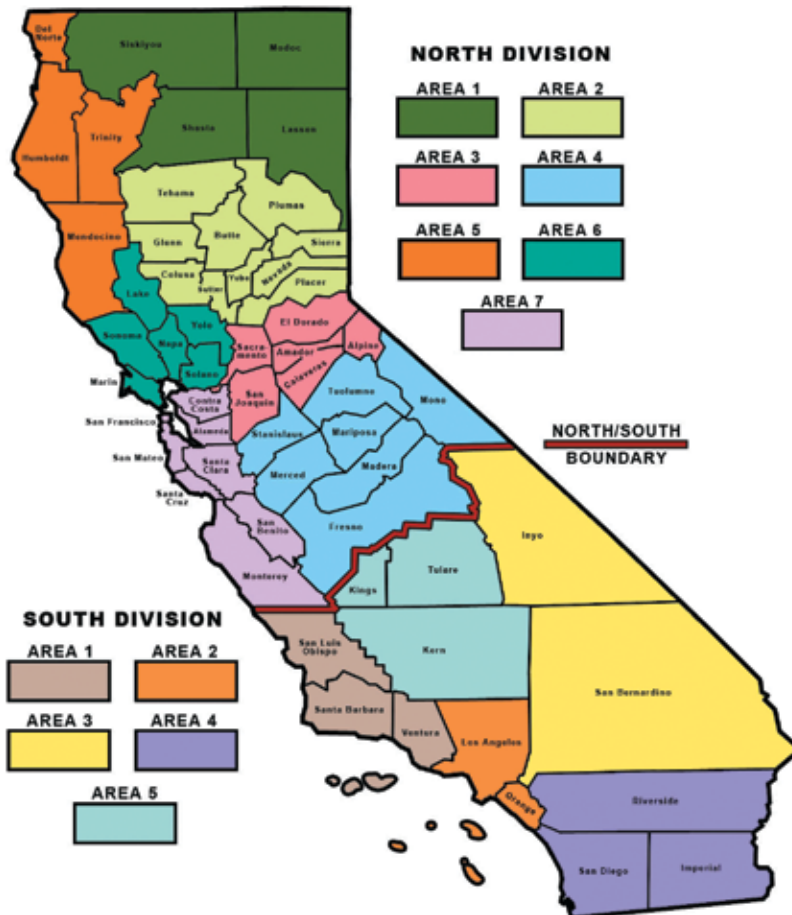 Del
Norte
Siskiyou
Modoc
NORTH DIVISION
AREA 1
AREA 2
Humboldt
Trinity
Shasta
Lassen
AREA 3
AREA 4
Tehama
Plumas
Mendocino
Glenn
Butte
Sierra
AREA 5
AREA 6
Colusa
Sutter
Yuba
Nevada
Placer
Lake
AREA 7
Sonoma
Napa
Yolo
El Dorado
Sacra-
mento
Amador
Alpine
Solano
Calaveras
Marin
Contra
Costa
San
Joaquin
Tuolumne
Mono
San Francisco
Alameda
Stanislaus
Mariposa
NORTH/SOUTH
BOUNDARY
San Mateo
Santa
Clara
Merced
Madera
Santa
Cruz
San
Benito
Fresno
Inyo
Monterey
Kings
Tulare
SOUTH DIVISION
AREA 1
AREA 2
San Luis
Obispo
Kern
San Bernardino
AREA 3
AREA 4
Santa Barbara
Ventura
Los Angeles
AREA 5
Orange
Riverside
San Diego
Imperial